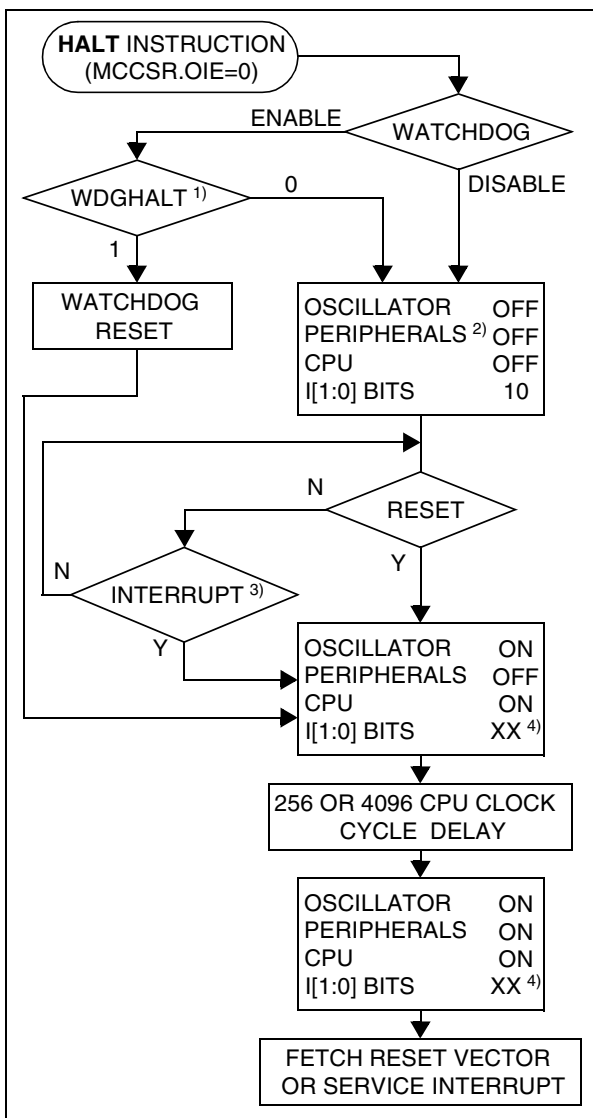 HALT INSTRUCTION
(MCCSR.OIE=0)
ENABLE
WATCHDOG
WDGHALT 1)
0
DISABLE
1
WATCHDOG
RESET
OSCILLATOR OFF
PERIPHERALS 2) OFF
CPU OFF
I[1:0] BITS 10
N
RESET
N
Y
INTERRUPT 3)
Y
OSCILLATOR ON
PERIPHERALS OFF
CPU ON
I[1:0] BITS XX 4)
256 OR 4096 CPU CLOCK
CYCLE DELAY
OSCILLATOR ON
PERIPHERALS ON
CPU ON
I[1:0] BITS XX 4)
FETCH RESET VECTOR
OR SERVICE INTERRUPT